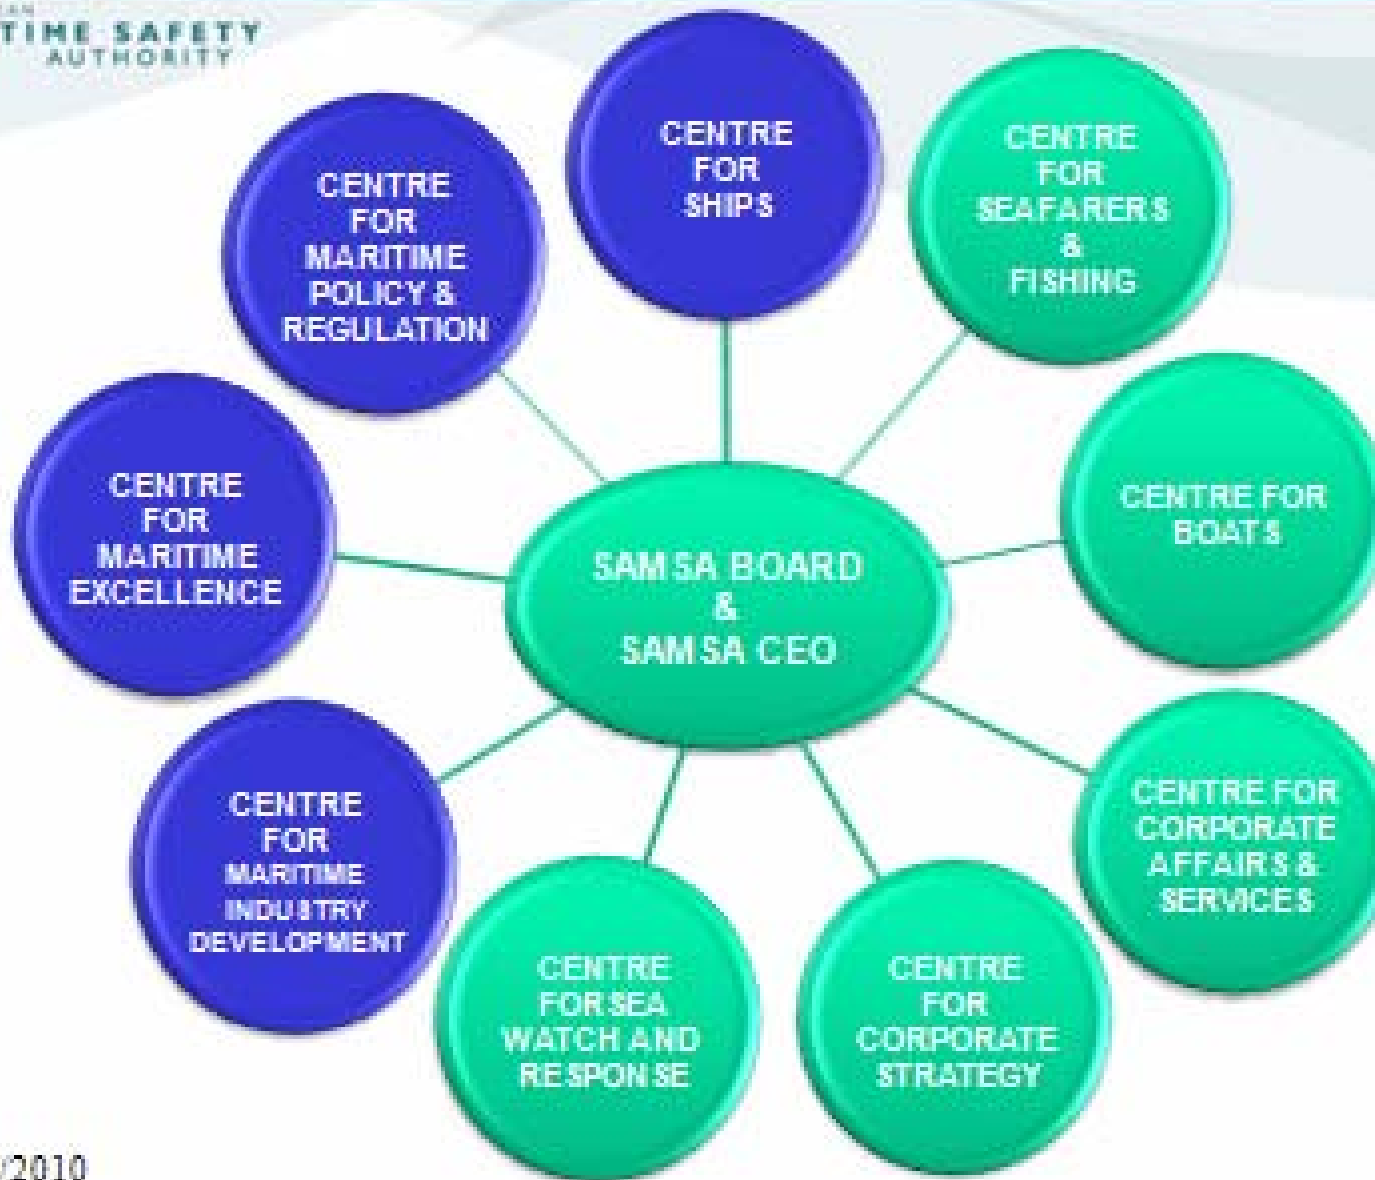 TIME SAFETY
AUTHORITY
CENTRE
FOR
SHIPS
CENTRE
FOR
SEAFARERS
&
FISHING
CENTRE FOR
BOATS
CENTRE FOR
CORPORATE
AFFAIRS &
SERVICES
CENTRE
FOR
CORPORATE
STRATEGY
CENTRE
FOR SEA
WATCH AND
RESPONSE
CENTRE
FOR
MARITIME
INDUSTRY
DEVELOPMENT
CENTRE
FOR
MARITIME
EXCELLENCE
CENTRE
FOR
MARITIME
POLICY &
REGULATION
SAMSA BOARD
&
SAMSA CEO
/2010